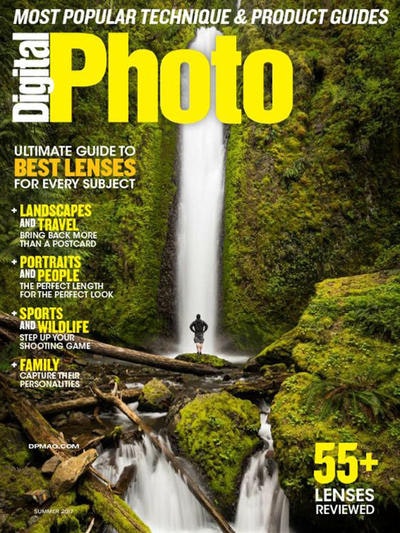 MOST POPULAR TECHNIQUE & PRODUCT GUIDES
Digital
Photo
ULTIMATE GUIDE TO
BEST LENSES
FOR EVERY SUBJECT
+ LANDSCAPES
AND TRAVEL
BRING BACK MORE
THAN A POSTCARD
+ PORTRAITS
AND PEOPLE
THE PERFECT LENGTH
FOR THE PERFECT LOOK
+ SPORTS
AND WILDLIFE
STEP UP YOUR
SHOOTING GAME
+ FAMILY
CAPTURE THEIR
PERSONALITIES
DPMAG.COM
55+
LENSES
REVIEWED
SUMMER 2017